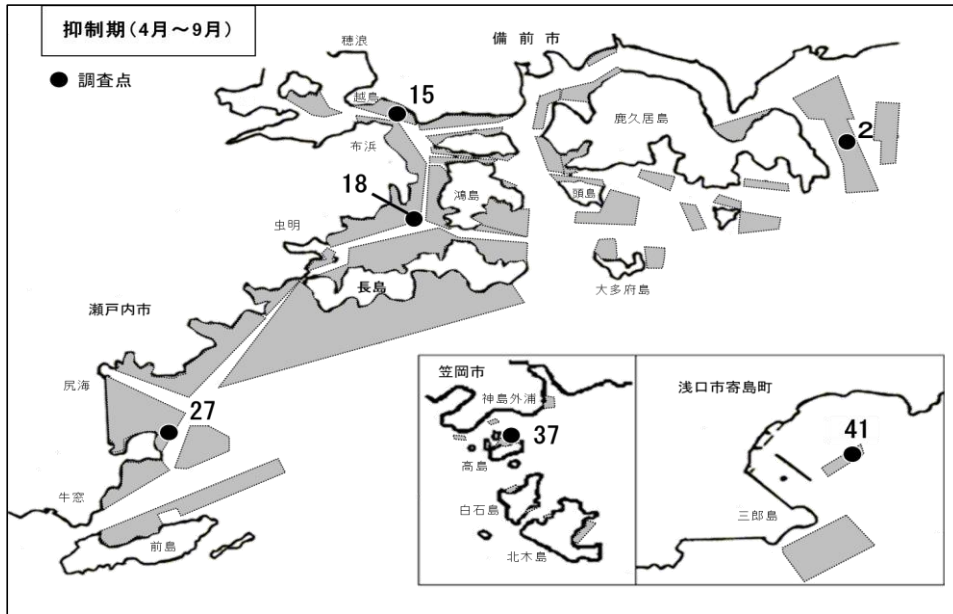 抑制期(4月～9月)
● 調査点
穂浪
備前市
越島
15
鹿久居島
2
布浜
18
鴻島
頭島
虫明
長島
大多府島
瀬戸内市
尻海
27
牛窓
前島
笠岡市
神島外浦
37
高島
白石島
北木島
浅口市寄島町
41
三郎島